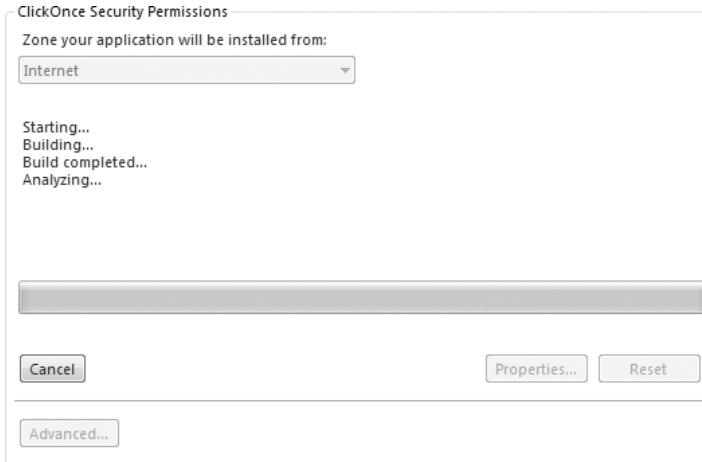 ClickOnce Security Permissions
Zone your application will be installed from:
Internet
Starting...
Building...
Build completed...
Analyzing...
Cancel
Properties...
Reset
Advanced...